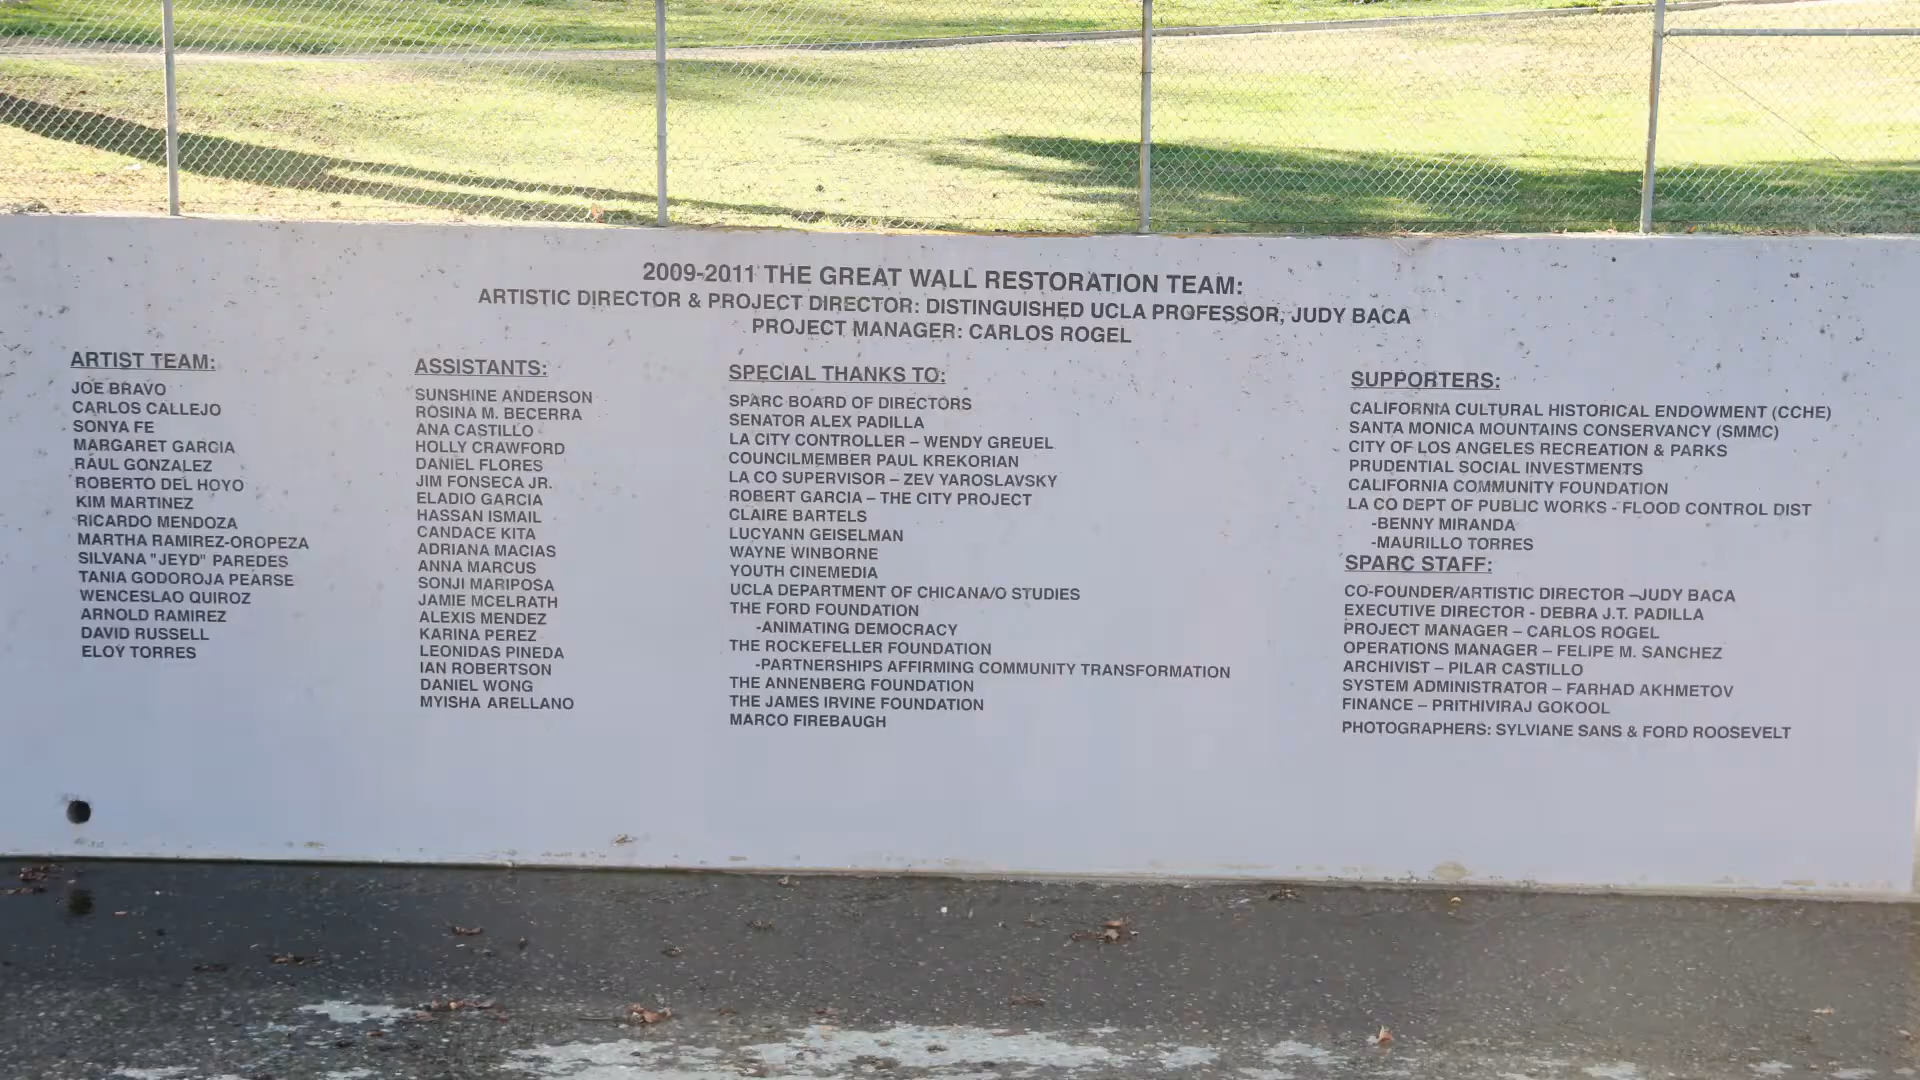 2009-2011 THE GREAT WALL RESTORATION TEAM:
ARTISTIC DIRECTOR & PROJECT DIRECTOR: DISTINGUISHED UCLA PROFESSOR, JUDY BACA
PROJECT MANAGER: CARLOS ROGEL
ARTIST TEAM:
JOE BRAVO
CARLOS CALLEJO
SONYA FE
MARGARET GARCIA
RAUL GONZALEZ
ROBERTO DEL HOYO
KIM MARTINEZ
RICARDO MENDOZA
MARTHA RAMIREZ-OROPEZA
SILVANA "JEYD" PAREDES
TANIA GODOROJA PEARSE
WENCESLAO QUIROZ
ARNOLD RAMIREZ
DAVID RUSSELL
ELOY TORRES
ASSISTANTS:
SUNSHINE ANDERSON
ROSINA M. BECERRA
ANA CASTILLO
HOLLY CRAWFORD
DANIEL FLORES
JIM FONSECA JR.
ELADIO GARCIA
HASSAN ISMAIL
CANDACE KITA
ADRIANA MACIAS
ANNA MARCUS
SONJI MARIPOSA
JAMIE MCELRATH
ALEXIS MENDEZ
KARINA PEREZ
LEONIDAS PINEDA
IAN ROBERTSON
DANIEL WONG
MYISHA ARELLANO
SPECIAL THANKS TO:
SPARC BOARD OF DIRECTORS
SENATOR ALEX PADILLA
LA CITY CONTROLLER – WENDY GREUEL
COUNCILMEMBER PAUL KREKORIAN
LA CO SUPERVISOR – ZEV YAROSLAVSKY
ROBERT GARCIA – THE CITY PROJECT
CLAIRE BARTELS
LUCYANN GEISELMAN
WAYNE WINBORNE
YOUTH CINEMEDIA
UCLA DEPARTMENT OF CHICANA/O STUDIES
THE FORD FOUNDATION
-ANIMATING DEMOCRACY
THE ROCKEFELLER FOUNDATION
-PARTNERSHIPS AFFIRMING COMMUNITY TRANSFORMATION
THE ANNENBERG FOUNDATION
THE JAMES IRVINE FOUNDATION
MARCO FIREBAUGH
SUPPORTERS:
CALIFORNIA CULTURAL HISTORICAL ENDOWMENT (CCHE)
SANTA MONICA MOUNTAINS CONSERVANCY (SMMC)
CITY OF LOS ANGELES RECREATION & PARKS
PRUDENTIAL SOCIAL INVESTMENTS
CALIFORNIA COMMUNITY FOUNDATION
LA CO DEPT OF PUBLIC WORKS - FLOOD CONTROL DIST
-BENNY MIRANDA
-MAURILLO TORRES
SPARC STAFF:
CO-FOUNDER/ARTISTIC DIRECTOR –JUDY BACA
EXECUTIVE DIRECTOR - DEBRA J.T. PADILLA
PROJECT MANAGER – CARLOS ROGEL
OPERATIONS MANAGER – FELIPE M. SANCHEZ
ARCHIVIST – PILAR CASTILLO
SYSTEM ADMINISTRATOR – FARHAD AKHMETOV
FINANCE – PRITHIVIRAJ GOKOOL
PHOTOGRAPHERS: SYLVIANE SANS & FORD ROOSEVELT